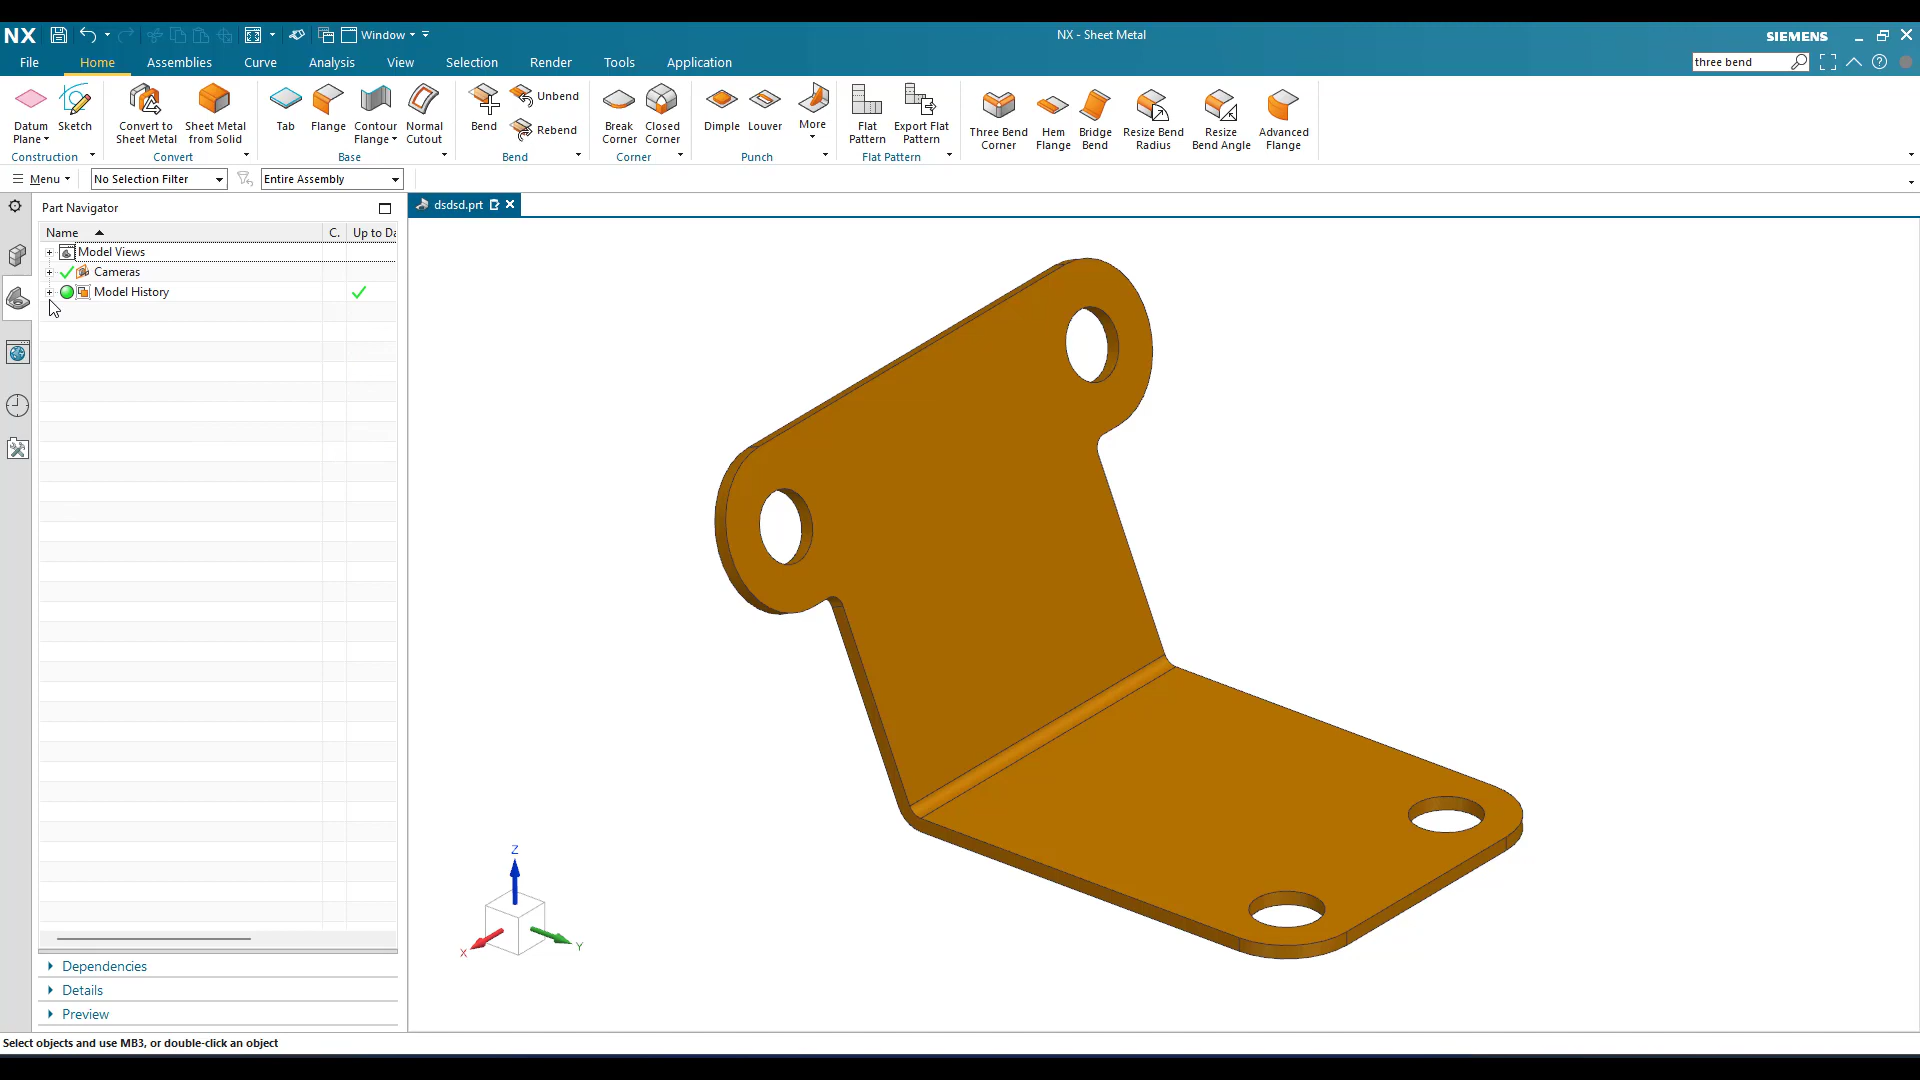 NX
Window
NX - Sheet Metal
SIEMENS
File
Home
Assemblies
Curve
Analysis
View
Selection
Render
Tools
Application
three bend
Datum
Plane
Sketch
Convert to
Sheet Metal
Sheet Metal
from Solid
Tab
Flange
Contour
Flange
Normal
Cutout
Bend
Unbend
Rebend
Break
Corner
Closed
Corner
Dimple
Louver
More
Flat
Pattern
Export Flat
Pattern
Three Bend
Corner
Hem
Flange
Bridge
Bend
Resize Bend
Radius
Resize
Bend Angle
Advanced
Flange
Construction
Convert
Base
Bend
Corner
Punch
Flat Pattern
Menu
No Selection Filter
Entire Assembly
Part Navigator
dsdsd.prt
Name
C.
Up to Da
Model Views
Cameras
Model History
Z
X
Y
Dependencies
Details
Preview
Select objects and use MB3, or double-click an object